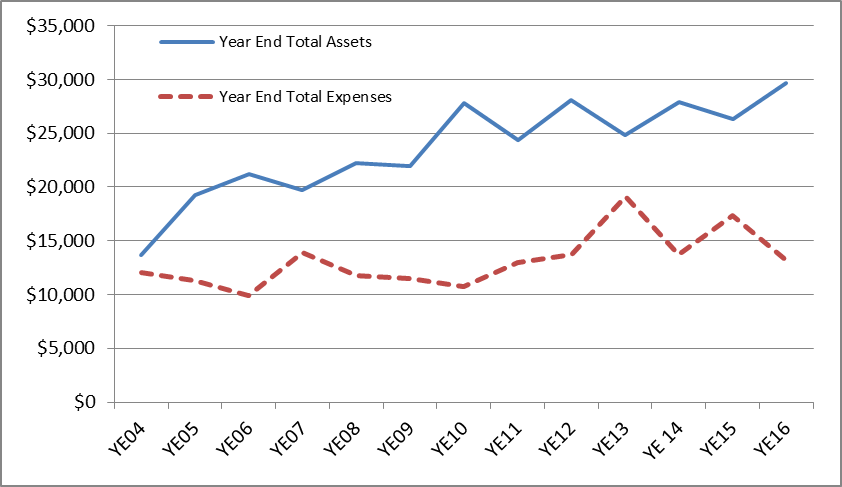 $35,000
$30,000
$25,000
$20,000
$15,000
$10,000
$5,000
$0
Year End Total Assets
Year End Total Expenses
YE04
YE05
YE06
YE07
YE08
YE09
YE10
YE11
YE12
YE13
YE 14
YE15
YE16